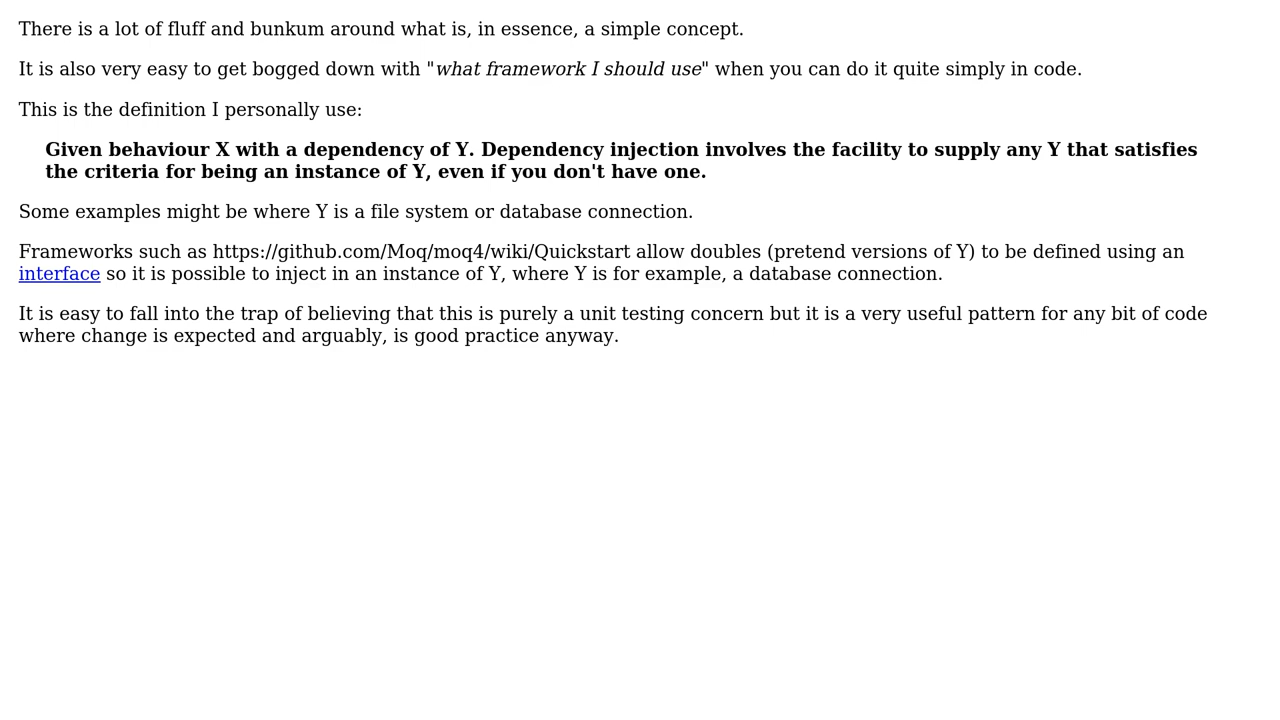 There is a lot of fluff and bunkum around what is, in essence, a simple concept.
It is also very easy to get bogged down with "what framework I should use" when you can do it quite simply in code.
This is the definition I personally use:
Given behaviour X with a dependency of Y. Dependency injection involves the facility to supply any Y that satisfies
the criteria for being an instance of Y, even if you don't have one.
Some examples might be where Y is a file system or database connection.
Frameworks such as https://github.com/Moq/moq4/wiki/Quickstart allow doubles (pretend versions of Y) to be defined using an
interface so it is possible to inject in an instance of Y, where Y is for example, a database connection.
It is easy to fall into the trap of believing that this is purely a unit testing concern but it is a very useful pattern for any bit of code
where change is expected and arguably, is good practice anyway.